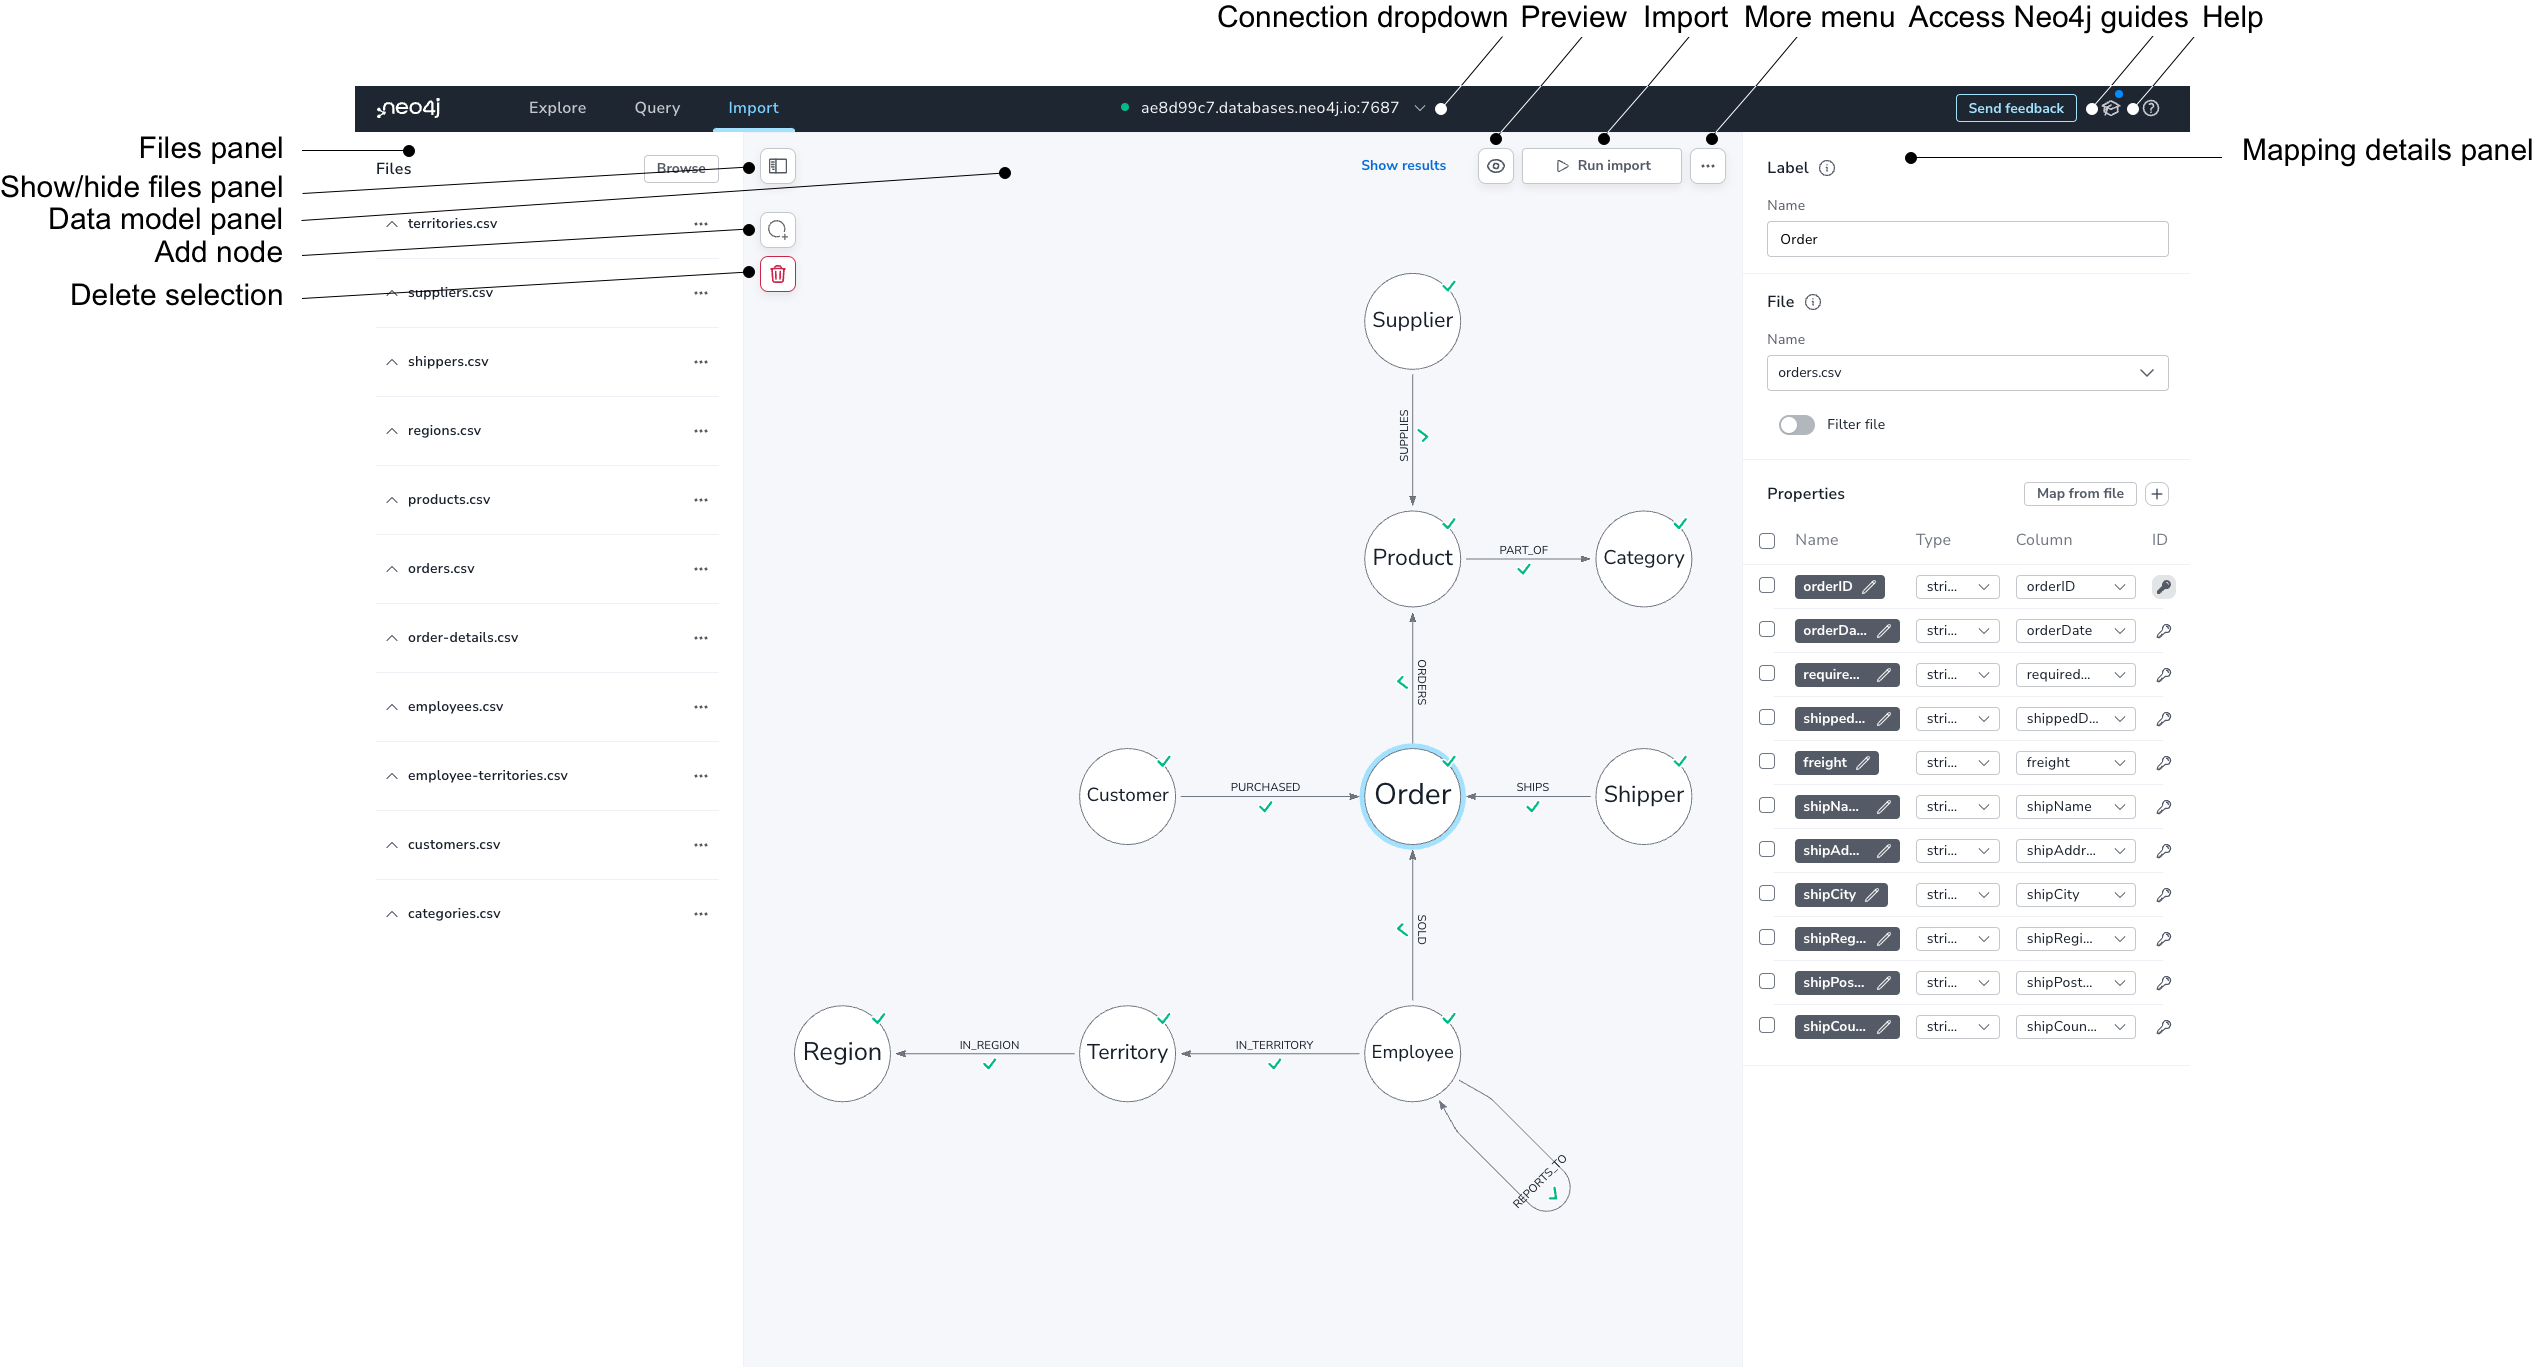 Connection dropdown Preview Import More menu Access Neo4j guides Help
neo4j Explore Query Import ae8d99c7.databases.neo4j.io:7687 Send feedback
Files panel
Show/hide files panel
Data model panel
Add node
Delete selection
Mapping details panel
Files Browse
territories.csv
suppliers.csv
shippers.csv
regions.csv
products.csv
orders.csv
order-details.csv
employees.csv
employee-territories.csv
customers.csv
categories.csv
Show results Run import
Supplier
SUPPLIES
Product PART_OF Category
ORDERS
Customer PURCHASED Order SHIPS Shipper
SOLD
Region IN_REGION Territory IN_TERRITORY Employee
REPORTS_TO
Label
Name
Order
File
Name
orders.csv
Filter file
Properties Map from file
Name Type Column ID
orderID stri... orderID
orderDa... stri... orderDate
require... stri... required...
shipped... stri... shippedD...
freight stri... freight
shipNa... stri... shipName
shipAd... stri... shipAddr...
shipCity stri... shipCity
shipReg... stri... shipRegi...
shipPos... stri... shipPost...
shipCou... stri... shipCoun...